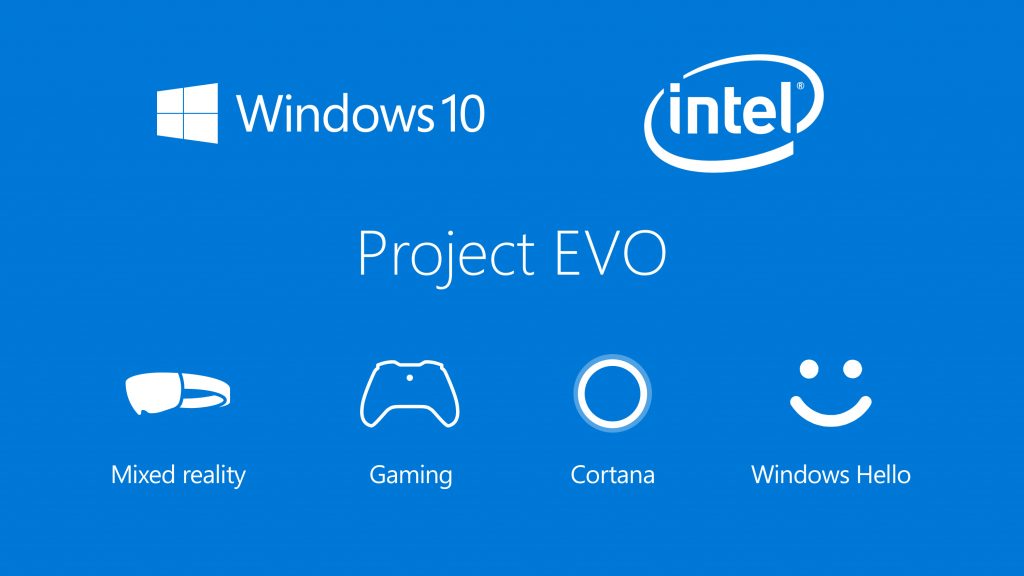 Windows 10
intel®
Project EVO
Mixed reality
Gaming
Cortana
Windows Hello